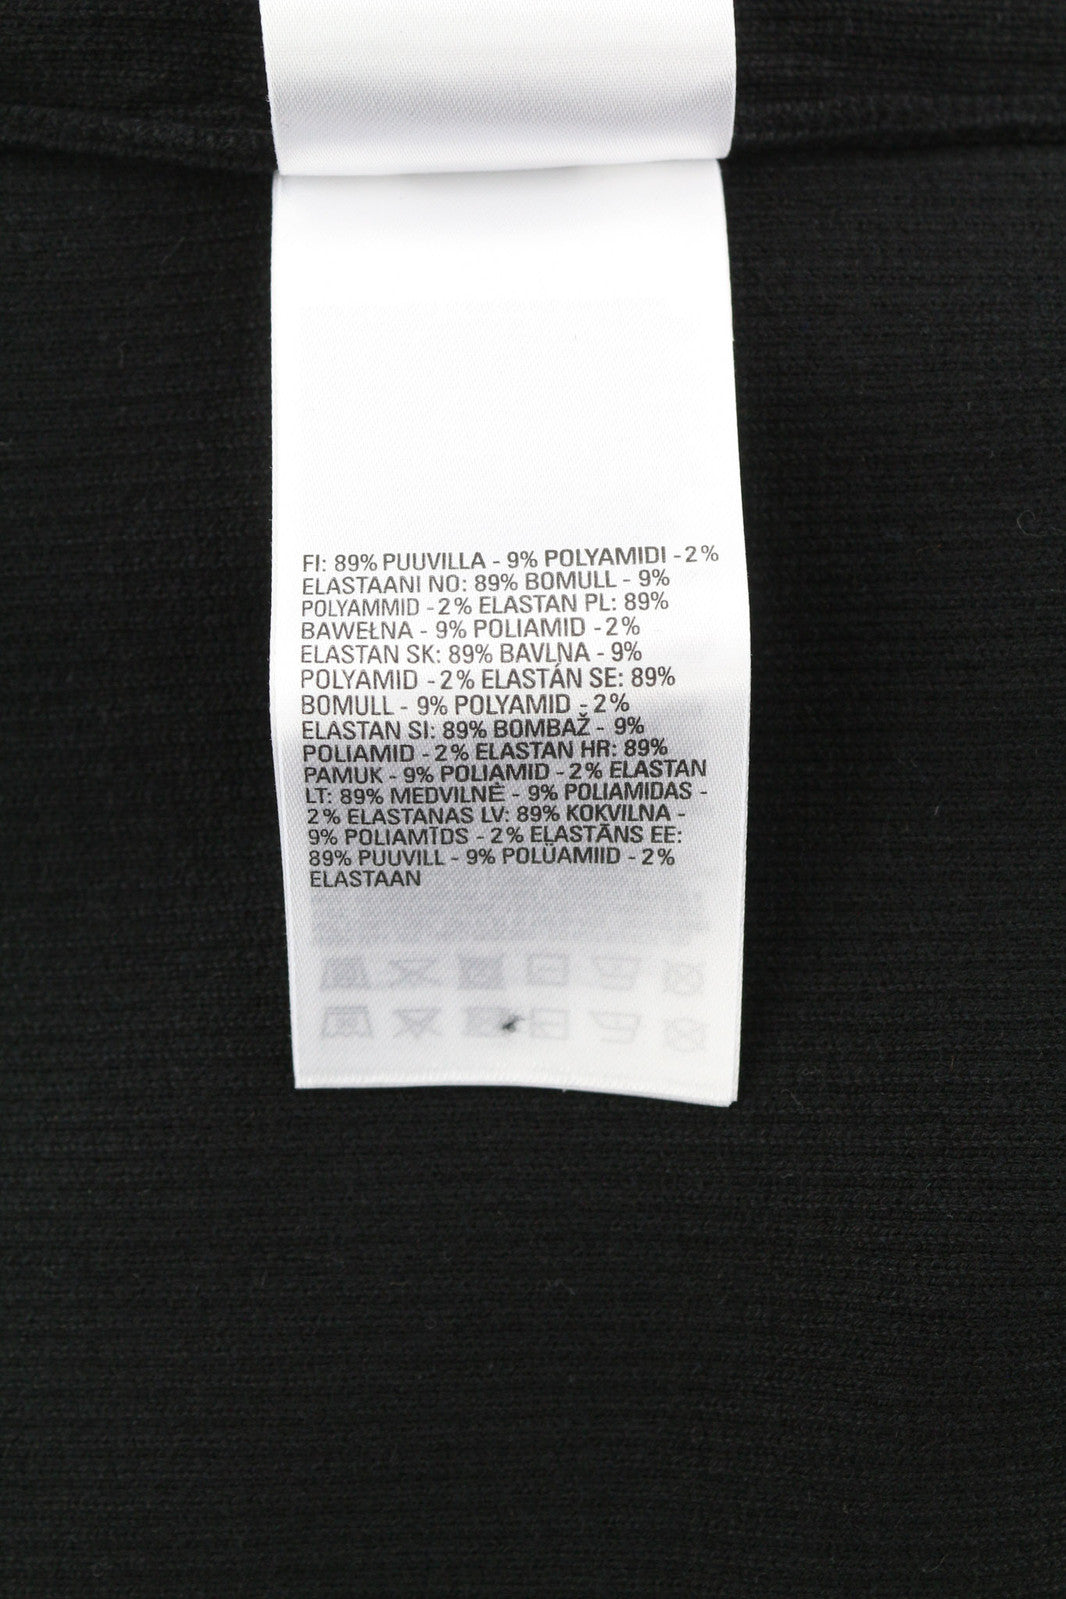 FI: 89% PUUVILLA - 9% POLYAMIDI - 2%
ELASTAANI NO: 89% BOMULL - 9%
POLYAMMID - 2% ELASTAN PL: 89%
BAWEŁNA - 9% POLIAMID - 2%
ELASTAN SK: 89% BAVLNA - 9%
POLYAMID - 2% ELASTÁN SE: 89%
BOMULL - 9% POLYAMID - 2%
ELASTAN SI: 89% BOMBAŽ - 9%
POLIAMID - 2% ELASTAN HR: 89%
PAMUK - 9% POLIAMID - 2% ELASTAN
LT: 89% MEDVILNĖ - 9% POLIAMIDAS -
2% ELASTANAS LV: 89% KOKVILNA -
9% POLIAMĪDS - 2% ELASTĀNS EE:
89% PUUVILL - 9% POLÜAMIID - 2%
ELASTAAN